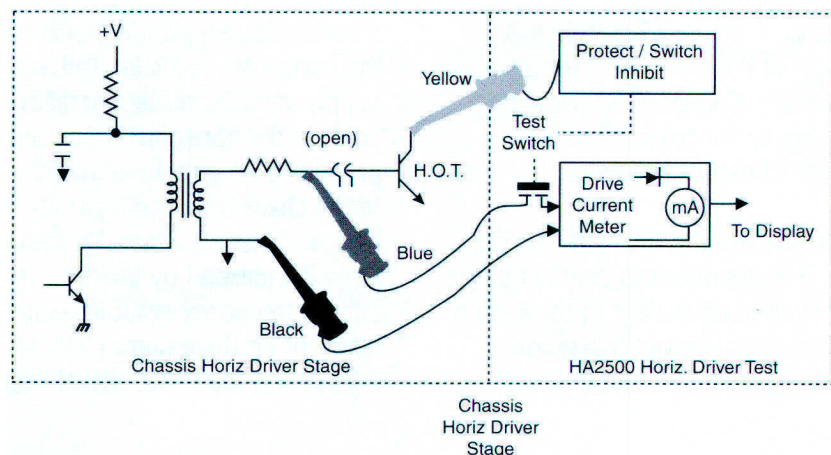 +V
Yellow
Protect / Switch
Inhibit
Test
Switch
(open)
H.O.T.
Drive
Current
Meter
mA
To Display
Blue
Black
Chassis Horiz Driver Stage
HA2500 Horiz. Driver Test
Chassis
Horiz Driver
Stage